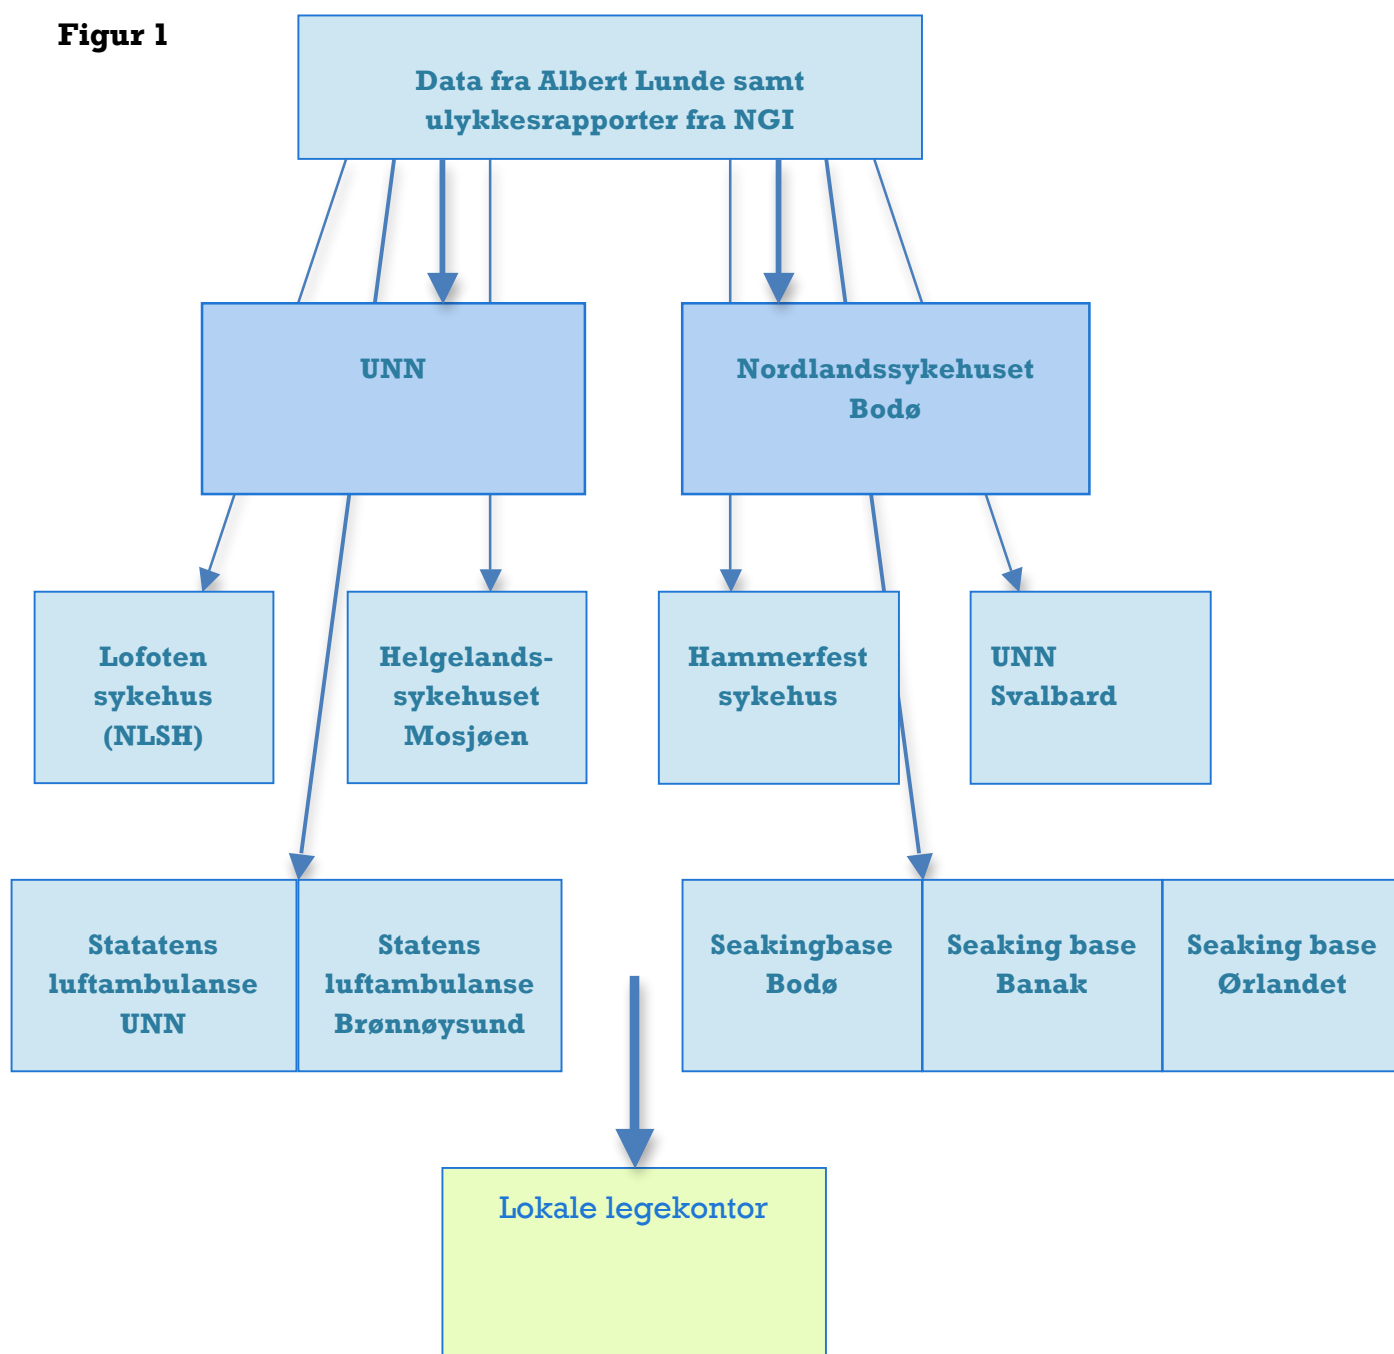 Figur 1
Data fra Albert Lunde samt
ulykkesrapporter fra NGI
UNN
Nordlandssykehuset
Bodø
Lofoten
sykehus
(NLSH)
Helgelands-
sykehuset
Mosjøen
Hammerfest
sykehus
UNN
Svalbard
Statatens
luftambulanse
UNN
Statens
luftambulanse
Brønnøysund
Seakingbase
Bodø
Seaking base
Banak
Seaking base
Ørlandet
Lokale legekontor